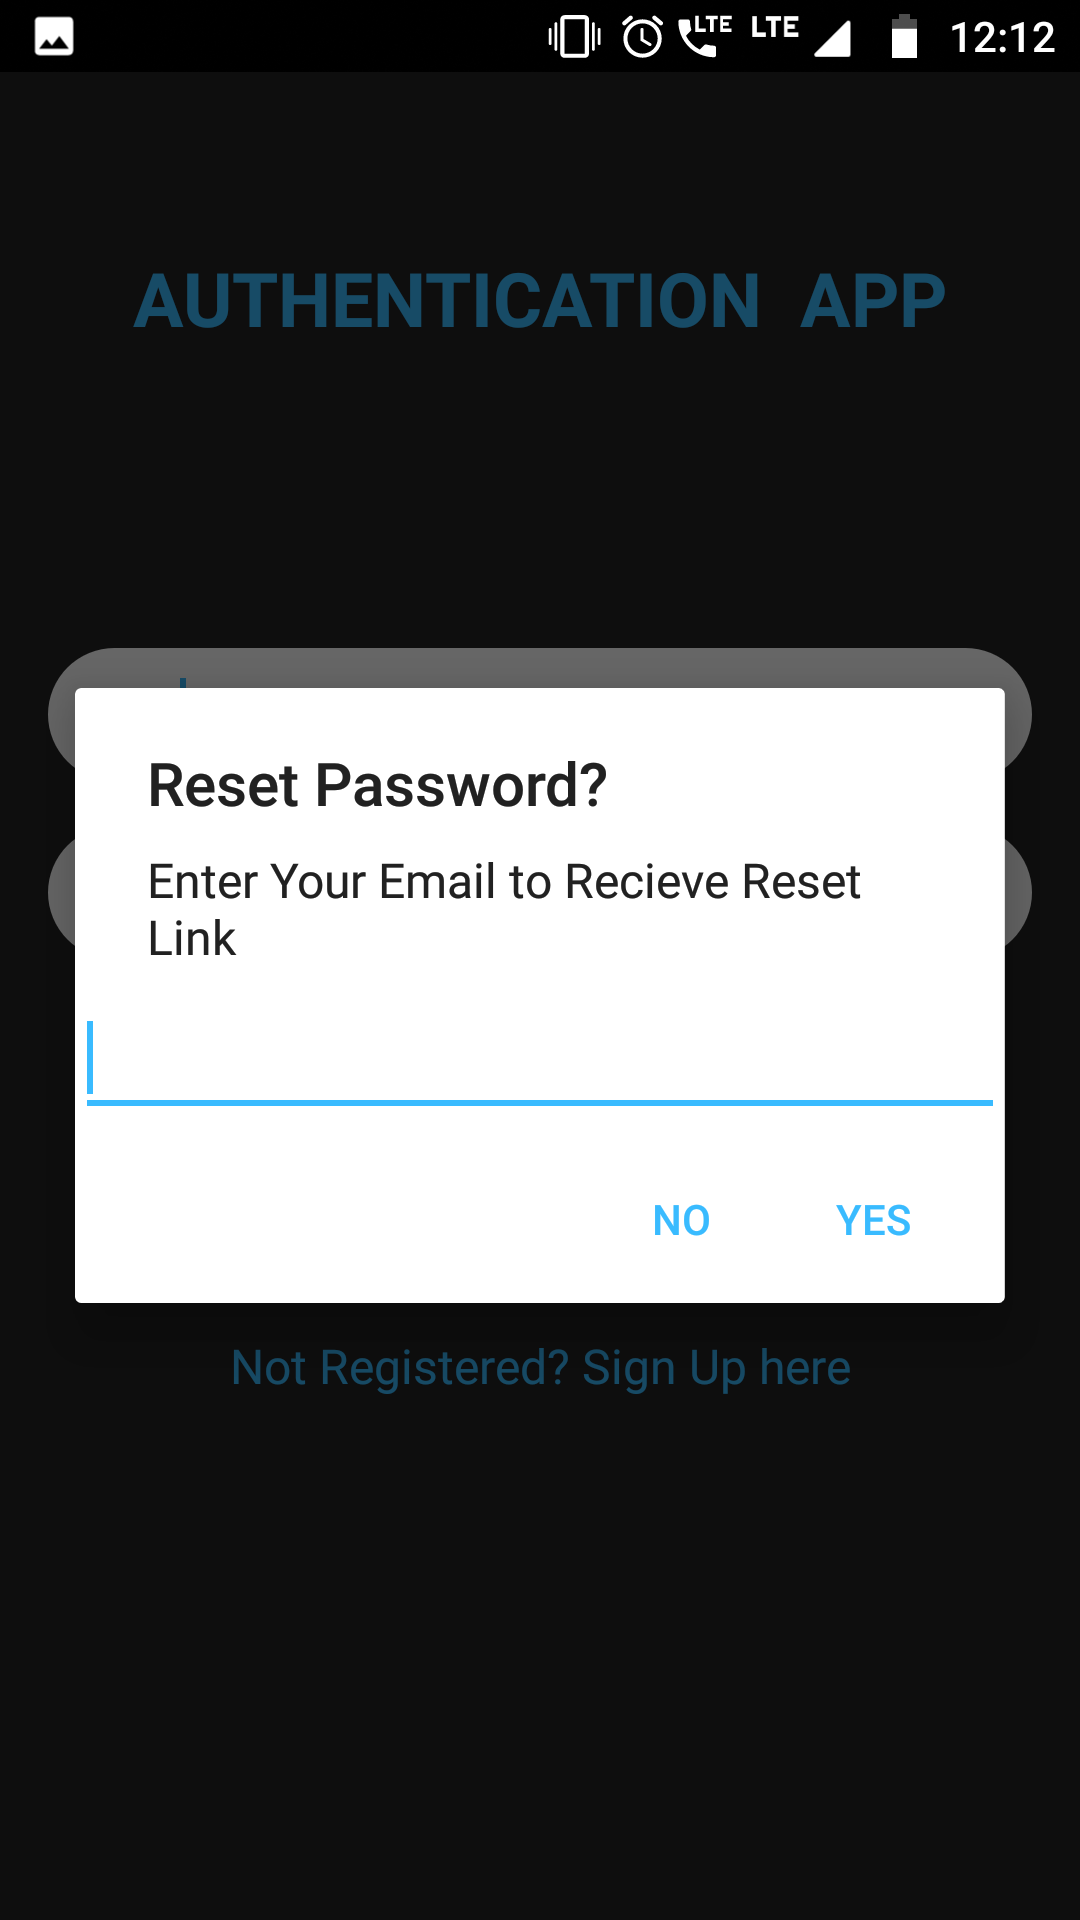 LTE LTE 12:12
AUTHENTICATION APP
Reset Password?
Enter Your Email to Recieve Reset
Link
NO YES
Not Registered? Sign Up here